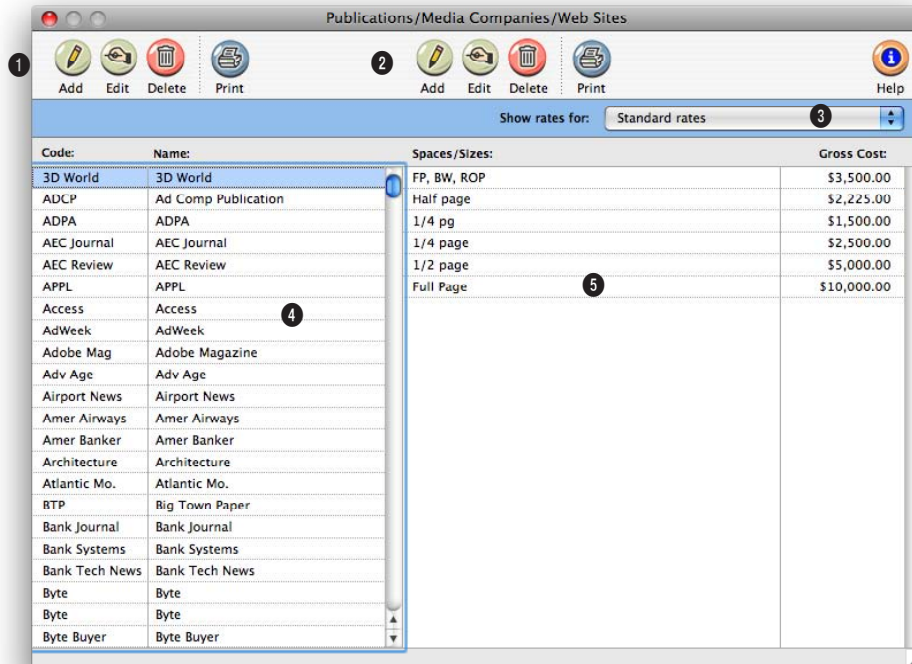 Publications/Media Companies/Web Sites
1 2
Add Edit Delete Print Add Edit Delete Print Help
Show rates for: Standard rates 3
Code: Name: Spaces/Sizes: Gross Cost:
3D World 3D World FP, BW, ROP $3,500.00
ADCP Ad Comp Publication Half page $2,225.00
ADPA ADPA 1/4 pg $1,500.00
AEC Journal AEC Journal 1/4 page $2,500.00
AEC Review AEC Review 1/2 page $5,000.00
APPL APPL Full Page 5 $10,000.00
Access Access 4
AdWeek AdWeek
Adobe Mag Adobe Magazine
Adv Age Adv Age
Airport News Airport News
Amer Airways Amer Airways
Amer Banker Amer Banker
Architecture Architecture
Atlantic Mo. Atlantic Mo.
BTP Big Town Paper
Bank Journal Bank Journal
Bank Systems Bank Systems
Bank Tech News Bank Tech News
Byte Byte
Byte Byte
Byte Buyer Byte Buyer